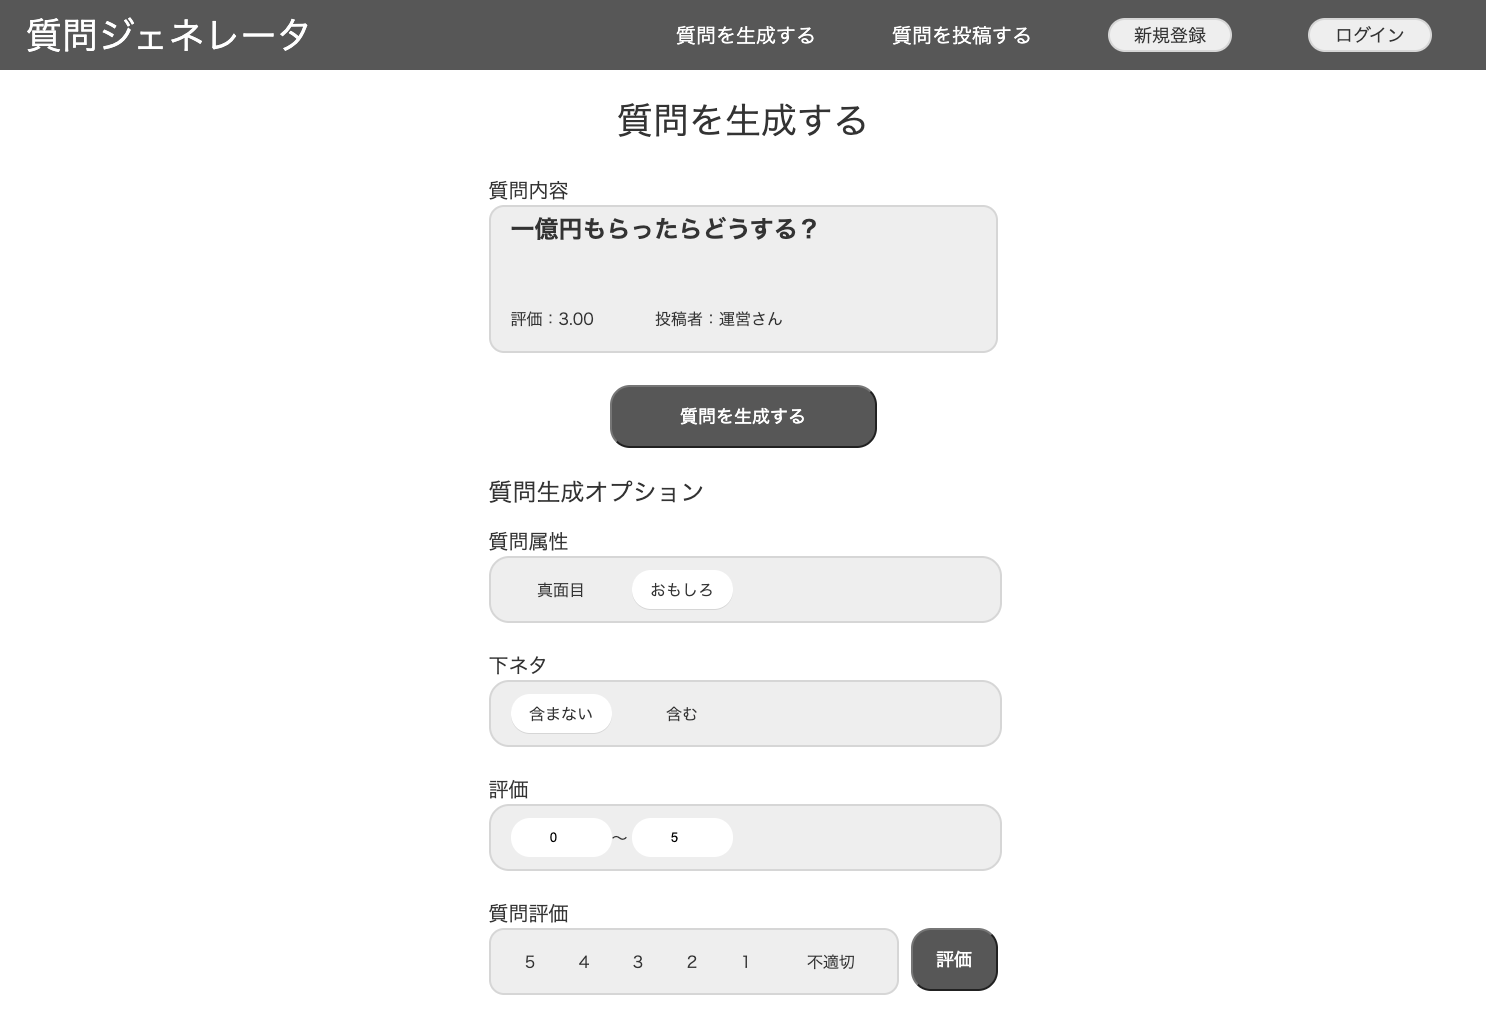 質問ジェネレータ 質問を生成する 質問を投稿する 新規登録 ログイン
質問を生成する
質問内容
一億円もらったらどうする？
評価：3.00 投稿者：運営さん
質問を生成する
質問生成オプション
質問属性
真面目 おもしろ
下ネタ
含まない 含む
評価
0 〜 5
質問評価
5 4 3 2 1 不適切 評価